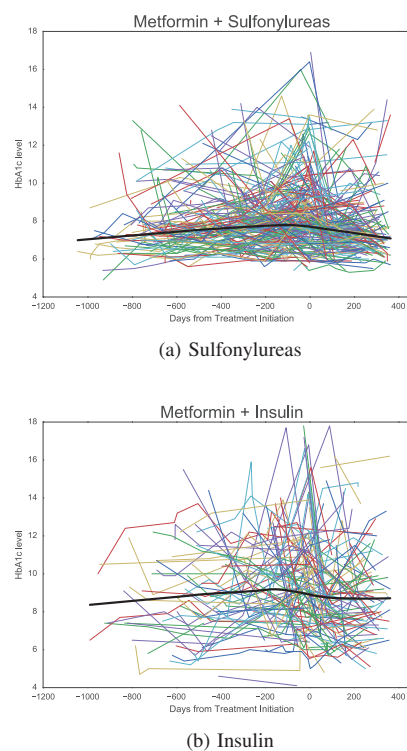 Metformin + Sulfonylureas
18
16
14
12
10
8
6
4
HbA1c level
−1200 −1000 −800 −600 −400 −200 0 200 400
Days from Treatment Initiation
(a) Sulfonylureas
Metformin + Insulin
18
16
14
12
10
8
6
4
HbA1c level
−1200 −1000 −800 −600 −400 −200 0 200 400
Days from Treatment Initiation
(b) Insulin